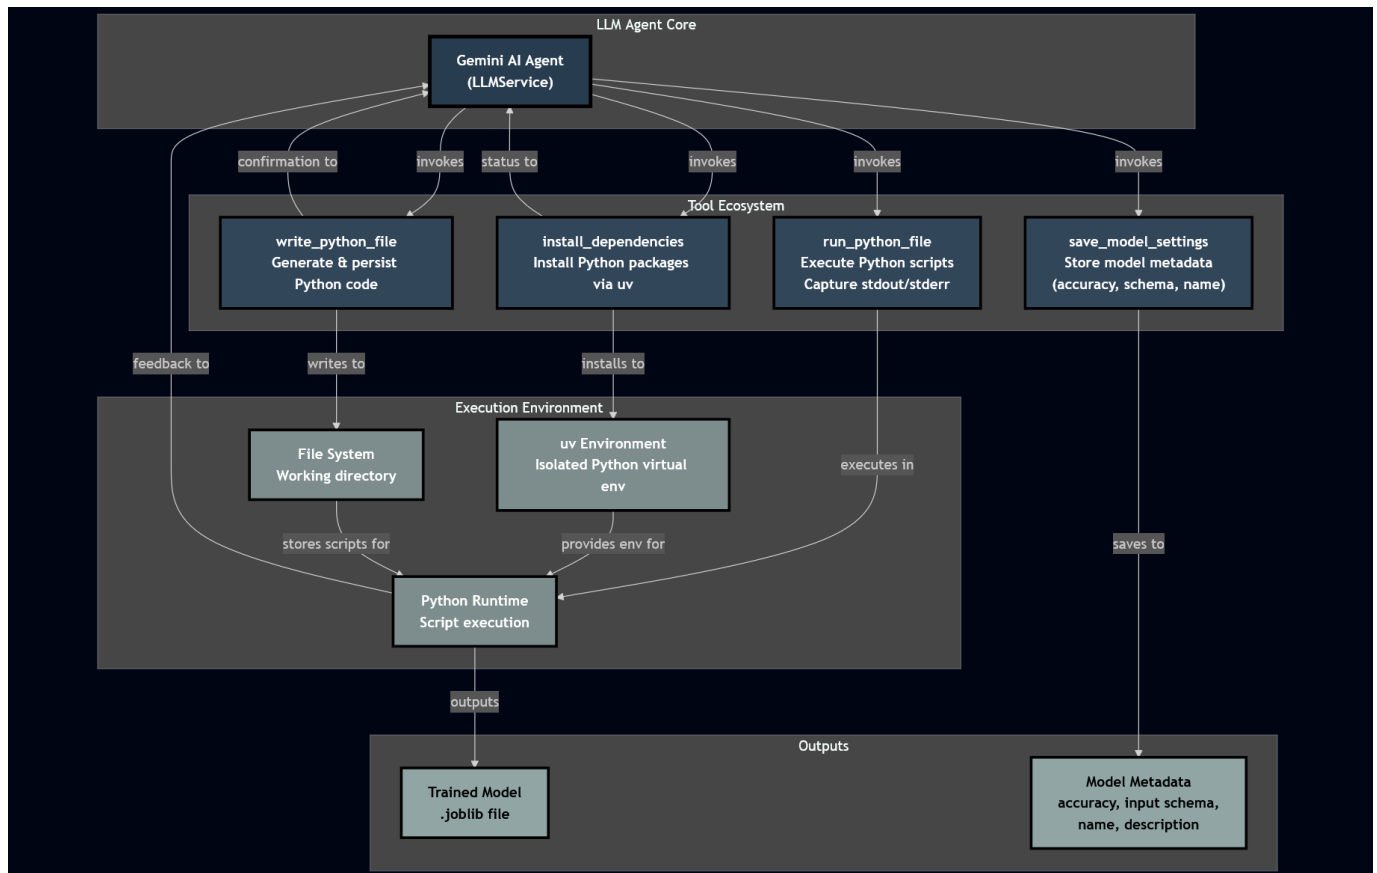 LLM Agent Core
Gemini AI Agent
(LLMService)
confirmation to
invokes
status to
invokes
invokes
invokes
Tool Ecosystem
write_python_file
Generate & persist
Python code
install_dependencies
Install Python packages
via uv
run_python_file
Execute Python scripts
Capture stdout/stderr
save_model_settings
Store model metadata
(accuracy, schema, name)
feedback to
writes to
installs to
Execution Environment
File System
Working directory
uv Environment
Isolated Python virtual
env
executes in
stores scripts for
provides env for
saves to
Python Runtime
Script execution
outputs
Outputs
Trained Model
.joblib file
Model Metadata
accuracy, input schema,
name, description